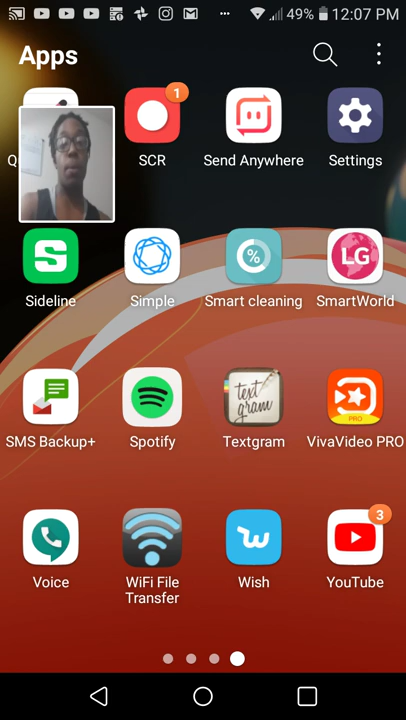 49% 12:07 PM
Apps
1
Q
SCR
Send Anywhere
Settings
S
%
LG
Sideline
Simple
Smart cleaning
SmartWorld
text
gram
PRO
SMS Backup+
Spotify
Textgram
VivaVideo PRO
3
Voice
WiFi File
Transfer
Wish
YouTube